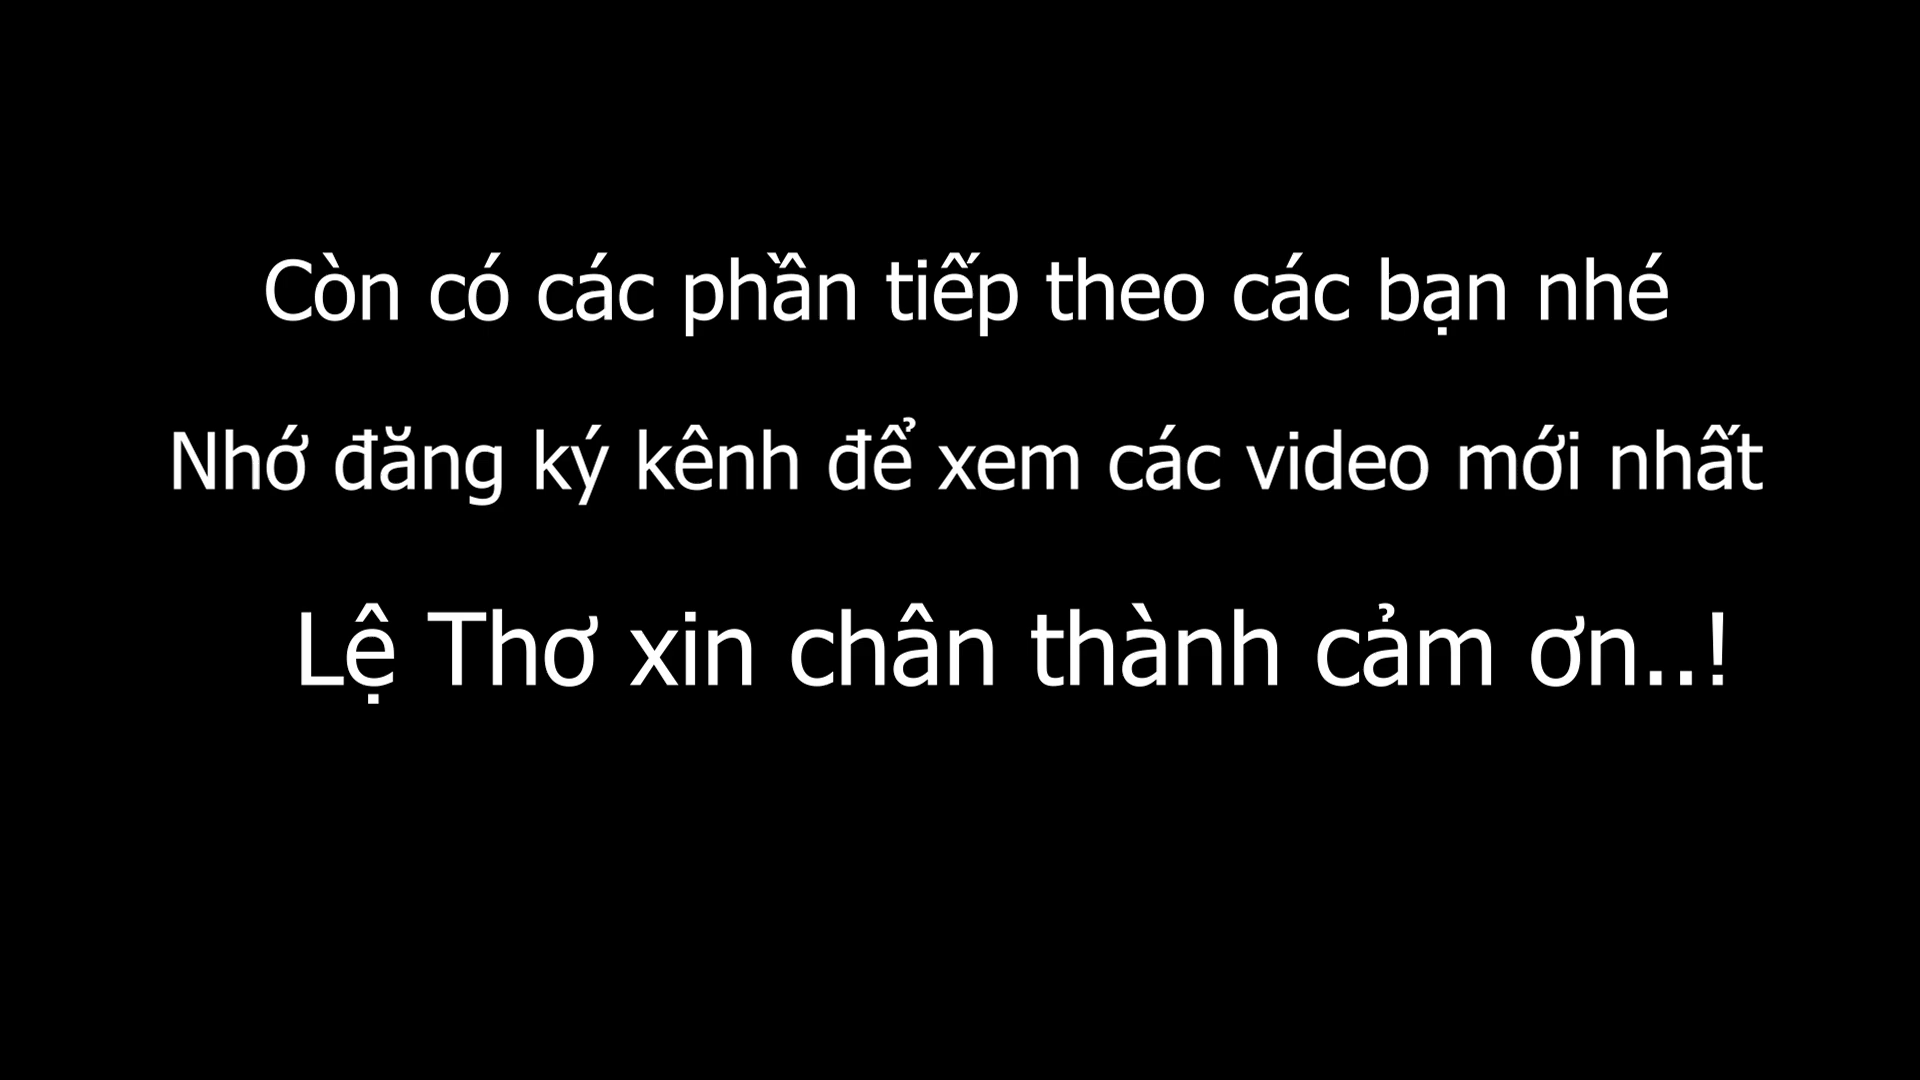 Còn có các phần tiếp theo các bạn nhé
Nhớ đăng ký kênh để xem các video mới nhất
Lệ Thơ xin chân thành cảm ơn..!